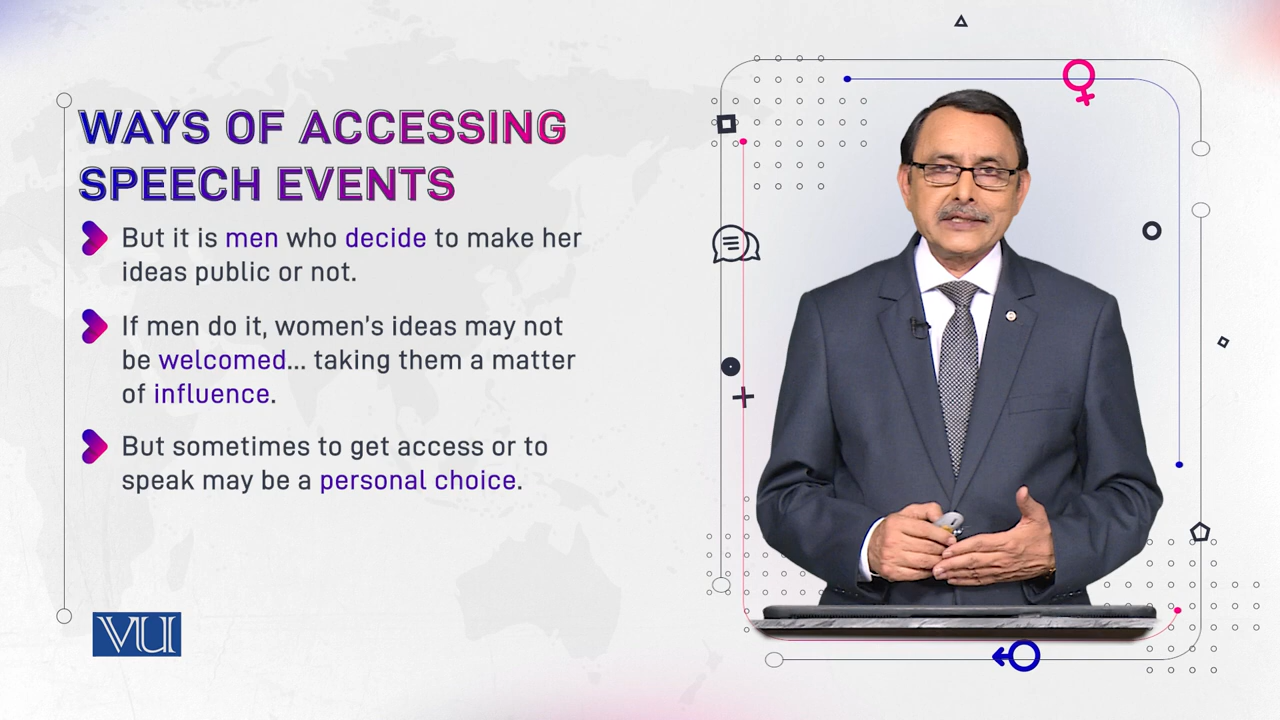 WAYS OF ACCESSING
SPEECH EVENTS
But it is men who decide to make her
ideas public or not.
If men do it, women's ideas may not
be welcomed... taking them a matter
of influence.
But sometimes to get access or to
speak may be a personal choice.
VU